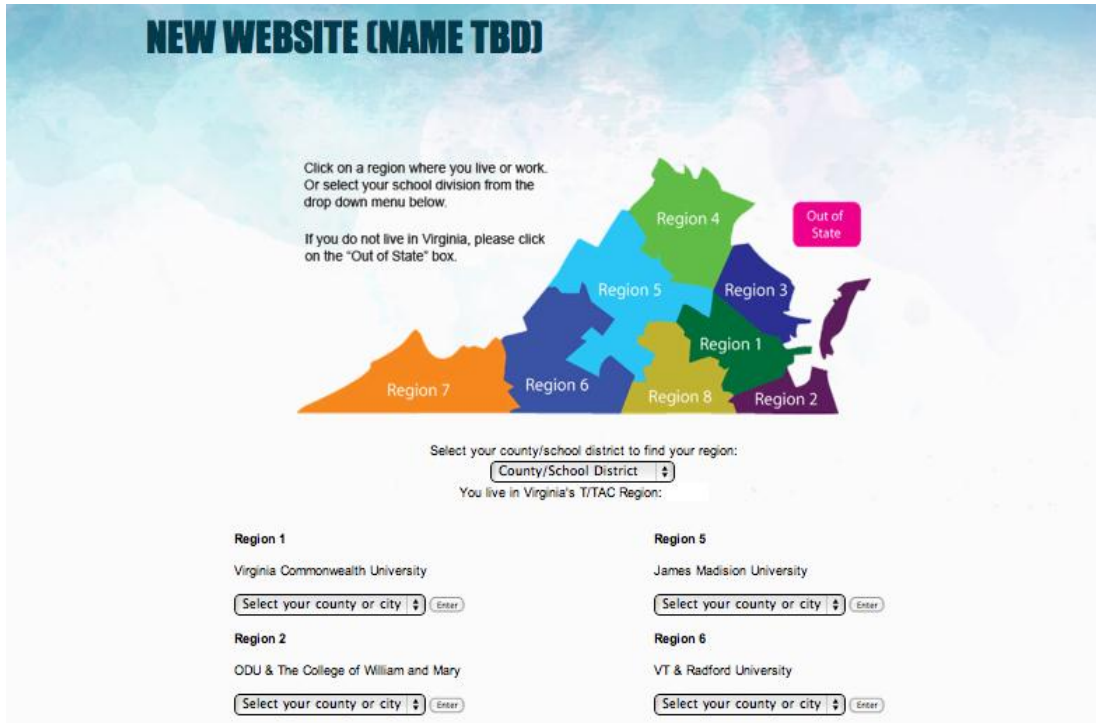 NEW WEBSITE (NAME TBD)
Click on a region where you live or work.
Or select your school division from the
drop down menu below.
If you do not live in Virginia, please click
on the “Out of State” box.
Region 4
Out of
State
Region 5
Region 3
Region 1
Region 7
Region 6
Region 8
Region 2
Select your county/school district to find your region:
County/School District
You live in Virginia's T/TAC Region:
Region 1
Virginia Commonwealth University
Select your county or city
Enter
Region 5
James Madision University
Select your county or city
Enter
Region 2
ODU & The College of William and Mary
Select your county or city
Enter
Region 6
VT & Radford University
Select your county or city
Enter